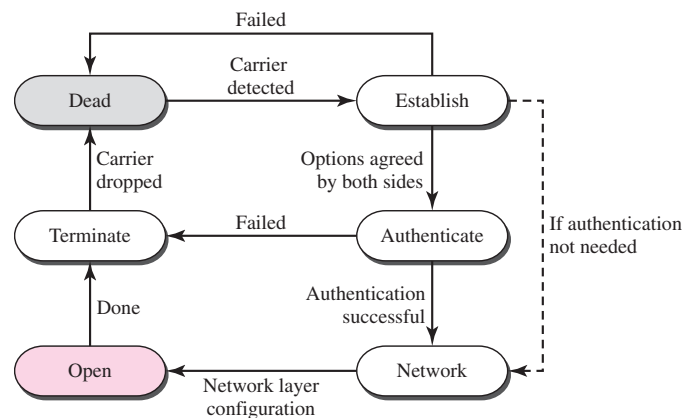 Failed
Dead
Carrier
detected
Establish
Carrier
dropped
Options agreed
by both sides
Terminate
Failed
Authenticate
If authentication
not needed
Done
Authentication
successful
Open
Network layer
configuration
Network